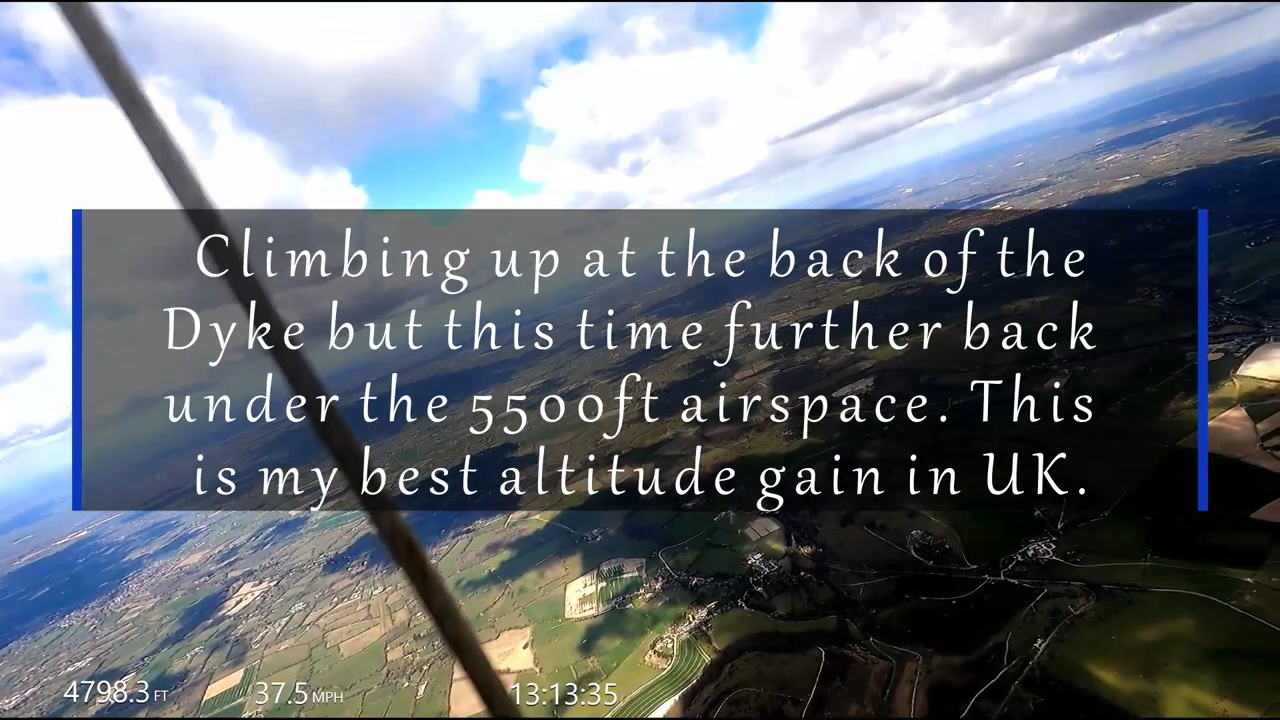 Climbing up at the back of the
Dyke but this time further back
under the 5500ft airspace. This
is my best altitude gain in UK.
4798.3 FT 37.5 MPH 13:13:35